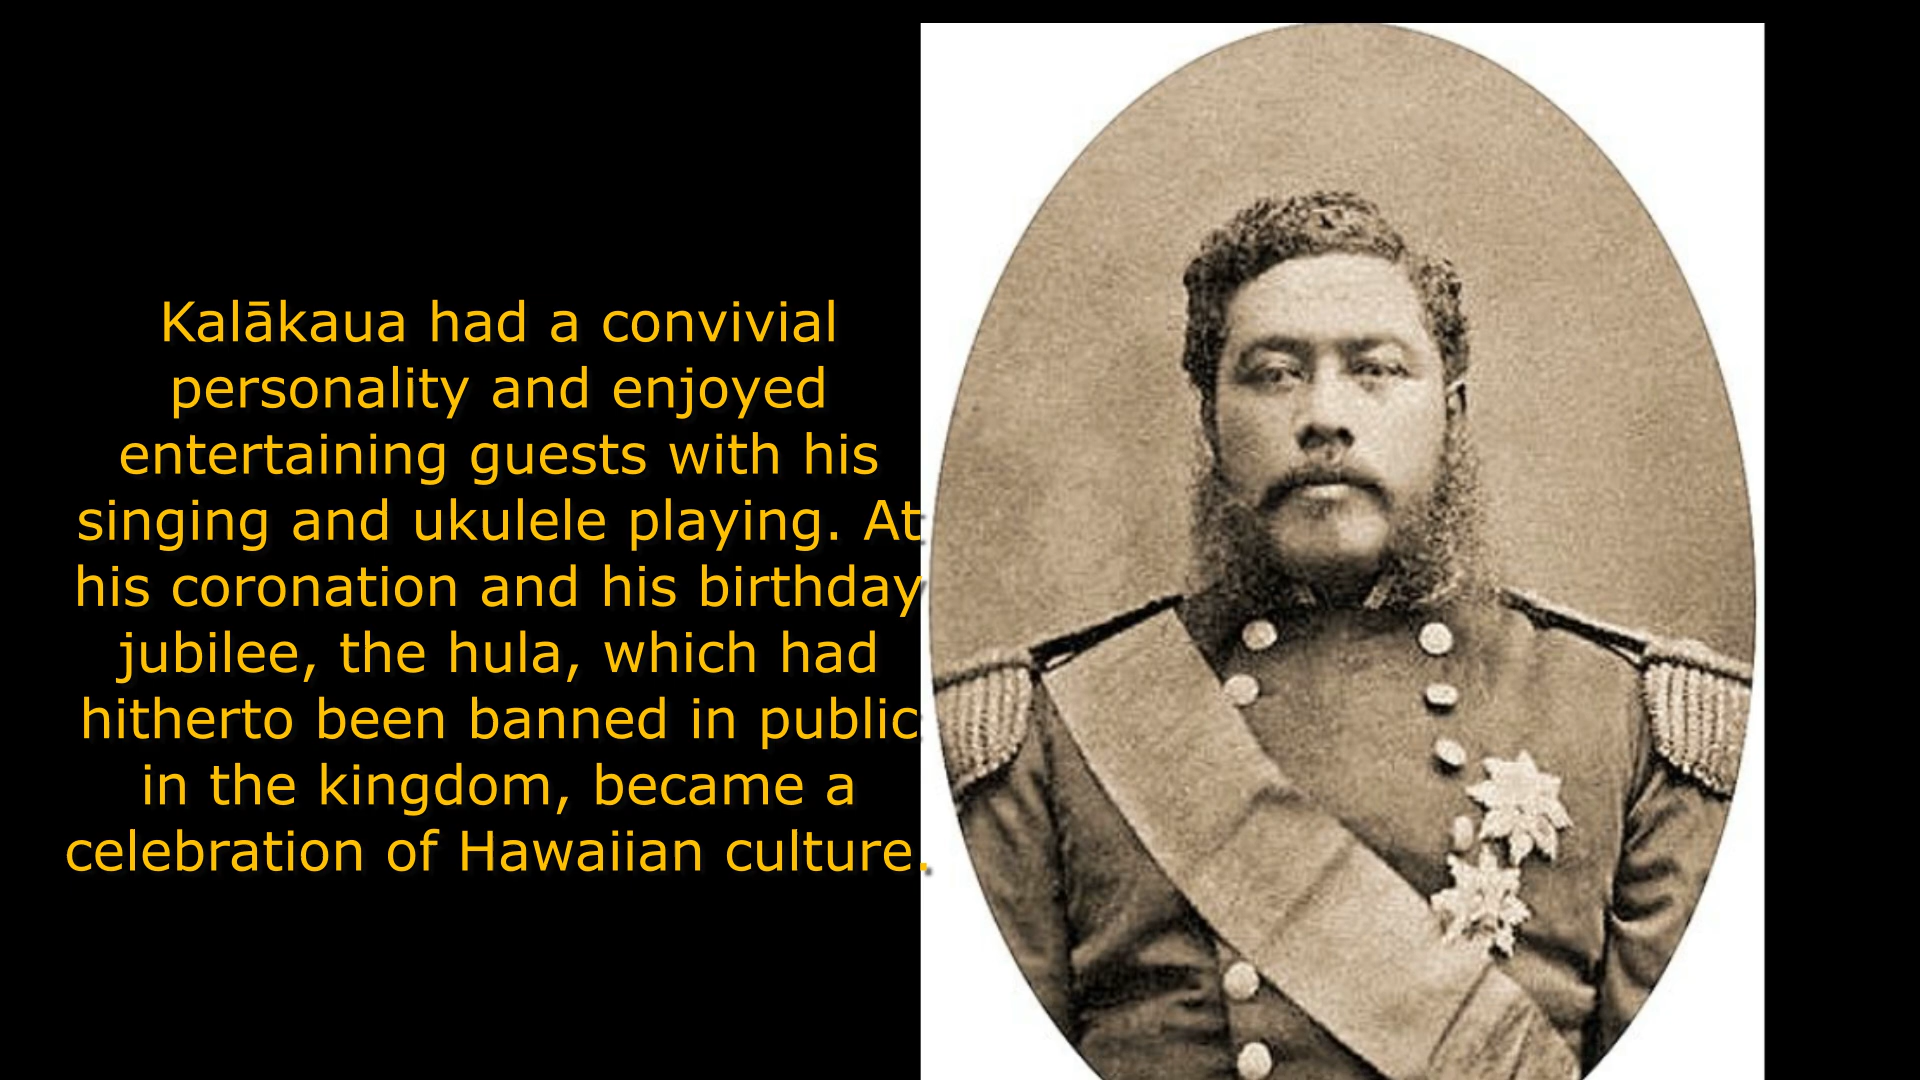 Kalākaua had a convivial
personality and enjoyed
entertaining guests with his
singing and ukulele playing. At
his coronation and his birthday
jubilee, the hula, which had
hitherto been banned in public
in the kingdom, became a
celebration of Hawaiian culture.